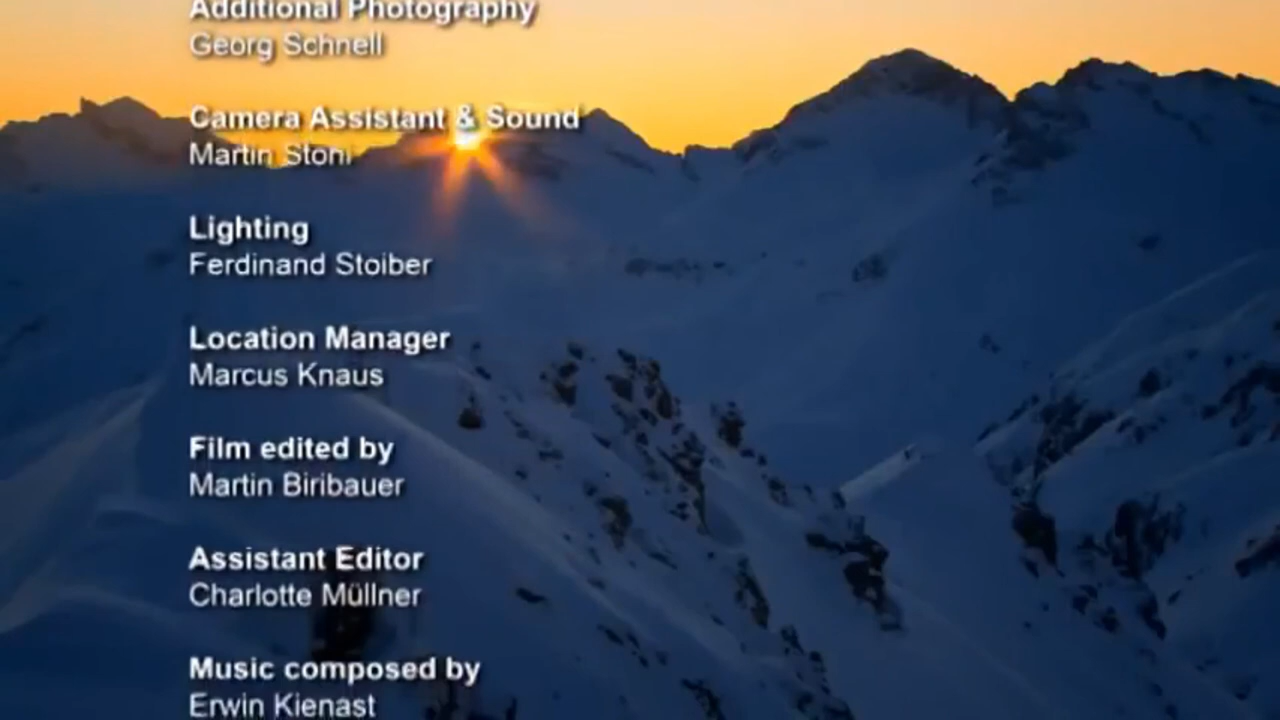 Additional Photography
Georg Schnell
Camera Assistant & Sound
Martin Stoni
Lighting
Ferdinand Stoiber
Location Manager
Marcus Knaus
Film edited by
Martin Biribauer
Assistant Editor
Charlotte Müllner
Music composed by
Erwin Kienast